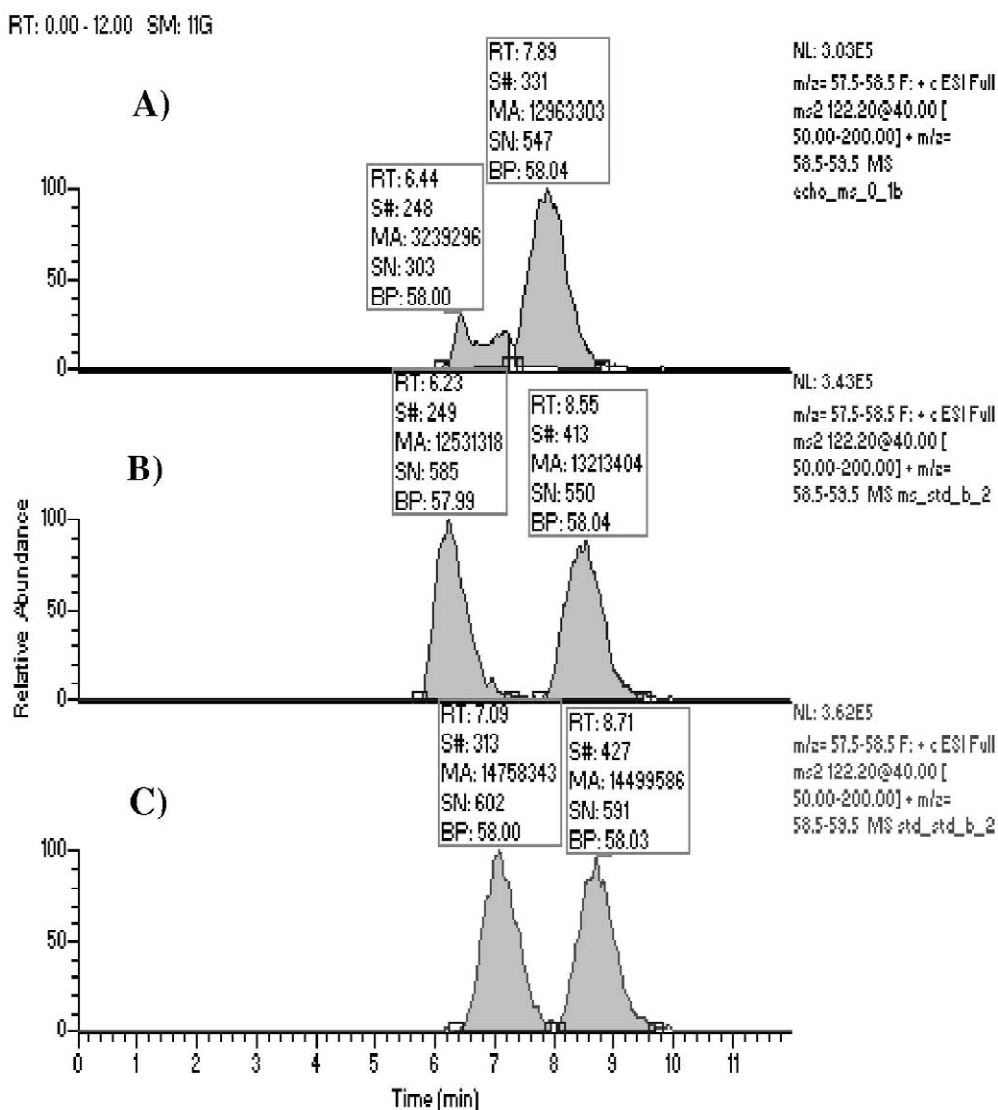 RT: 0.00 - 12.00 SM: 11G
A)
RT: 7.89
S#: 331
MA: 12963303
SN: 547
BP: 58.04
RT: 6.44
S#: 248
MA: 3239296
SN: 303
BP: 58.00
NL: 3.03E5
m/z= 57.5-58.5 F: + c ESI Full
ms2 122.20@40.00 [
50.00-200.00] + m/z=
58.5-59.5 MS
echo_ms_0_1b
100
50
0
B)
RT: 6.23
S#: 249
MA: 12531318
SN: 585
BP: 57.99
RT: 8.55
S#: 413
MA: 13213404
SN: 550
BP: 58.04
NL: 3.43E5
m/z= 57.5-58.5 F: + c ESI Full
ms2 122.20@40.00 [
50.00-200.00] + m/z=
58.5-59.5 MS ms_std_b_2
100
50
0
Relative Abundance
C)
RT: 7.09
S#: 313
MA: 14758343
SN: 602
BP: 58.00
RT: 8.71
S#: 427
MA: 14499586
SN: 591
BP: 58.03
NL: 3.62E5
m/z= 57.5-58.5 F: + c ESI Full
ms2 122.20@40.00 [
50.00-200.00] + m/z=
58.5-59.5 MS std_std_b_2
100
50
0
0 1 2 3 4 5 6 7 8 9 10 11
Time (min)